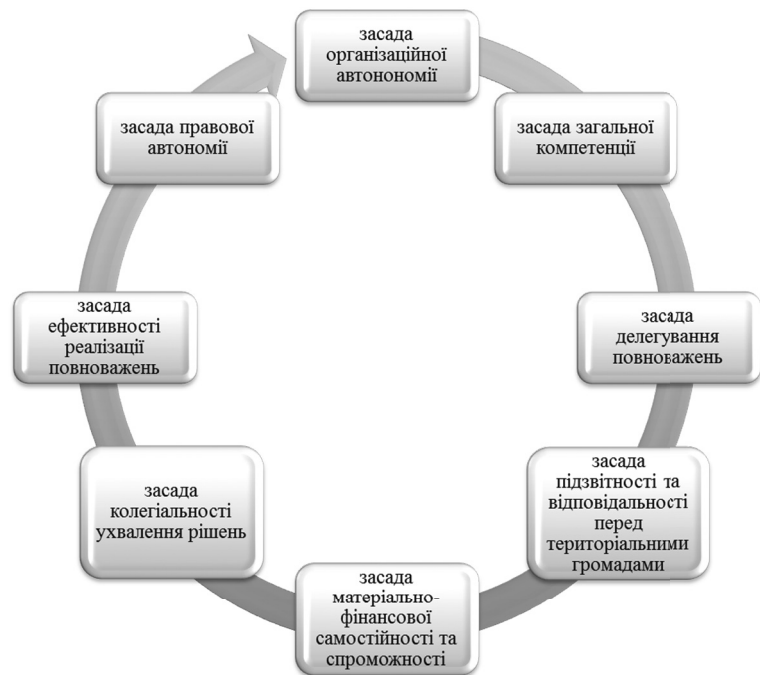 засада
організаційної
автонономії
засада загальної
компетенції
засада
делегування
повноважень
засада
підзвітності та
відповідальності
перед
територіальними
громадами
засада
матеріально-
фінансової
самостійності та
спроможності
засада
колегіальності
ухвалення рішень
засада
ефективності
реалізації
повноважень
засада правової
автономії